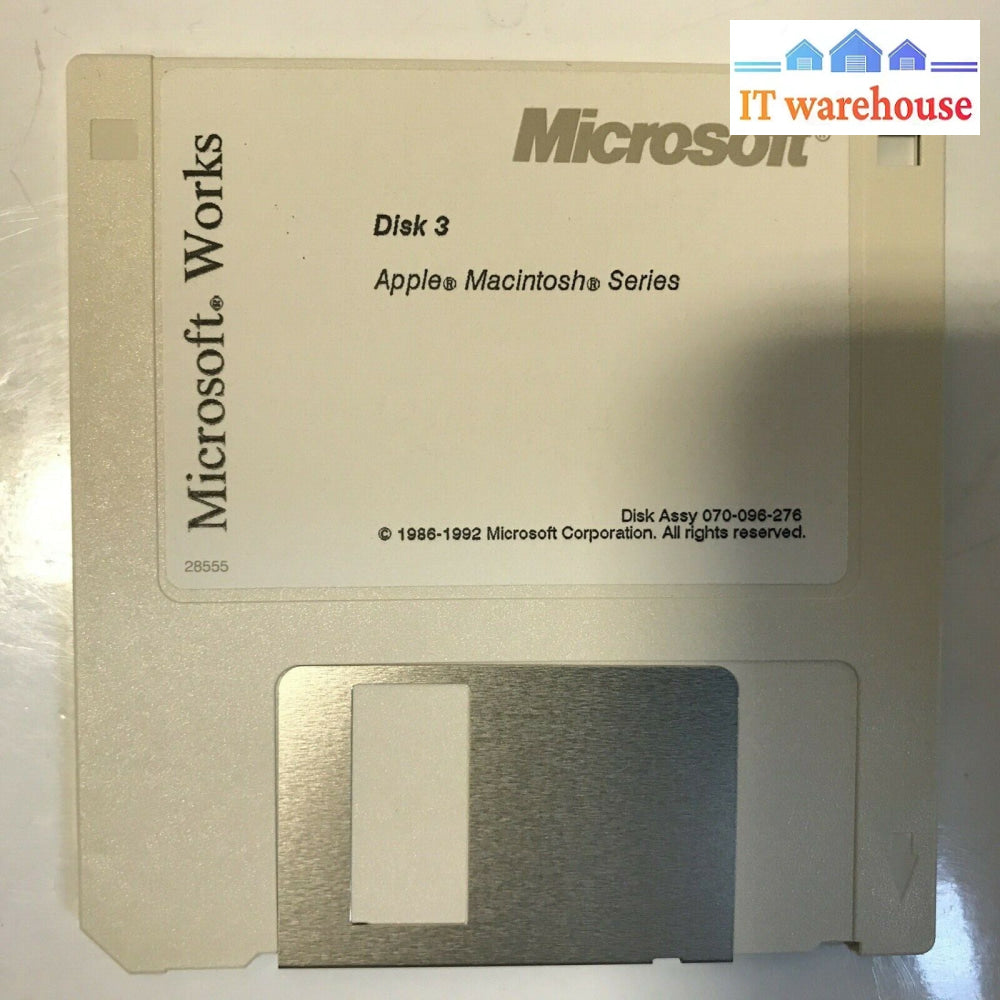 IT warehouse
Microsoft®
Microsoft® Works
Disk 3
Apple® Macintosh® Series
Disk Assy 070-096-276
© 1986-1992 Microsoft Corporation. All rights reserved.
28555